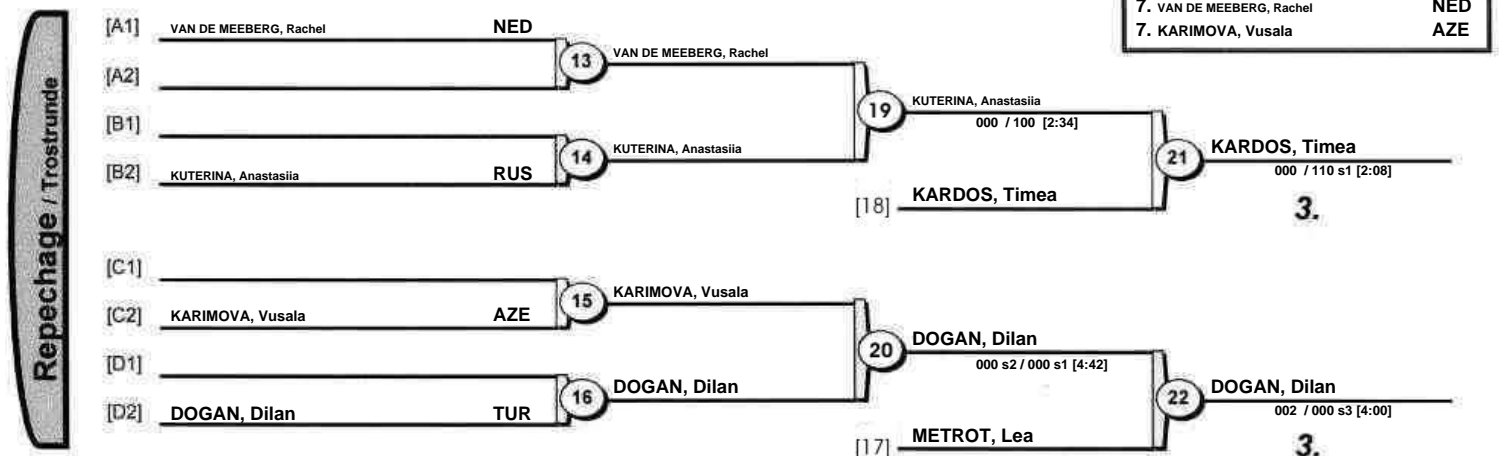 7. VAN DE MEEBERG, Rachel NED
7. KARIMOVA, Vusala AZE
Repechage / Trostrunde
[A1] VAN DE MEEBERG, Rachel NED
13 VAN DE MEEBERG, Rachel
[A2]
19 KUTERINA, Anastasiia
000 / 100 [2:34]
[B1]
14 KUTERINA, Anastasiia
[B2] KUTERINA, Anastasiia RUS
21 KARDOS, Timea
000 / 110 s1 [2:08]
[18] KARDOS, Timea
3.
[C1]
15 KARIMOVA, Vusala
[C2] KARIMOVA, Vusala AZE
20 DOGAN, Dilan
000 s2 / 000 s1 [4:42]
[D1]
16 DOGAN, Dilan
[D2] DOGAN, Dilan TUR
22 DOGAN, Dilan
002 / 000 s3 [4:00]
[17] METROT, Lea
3.